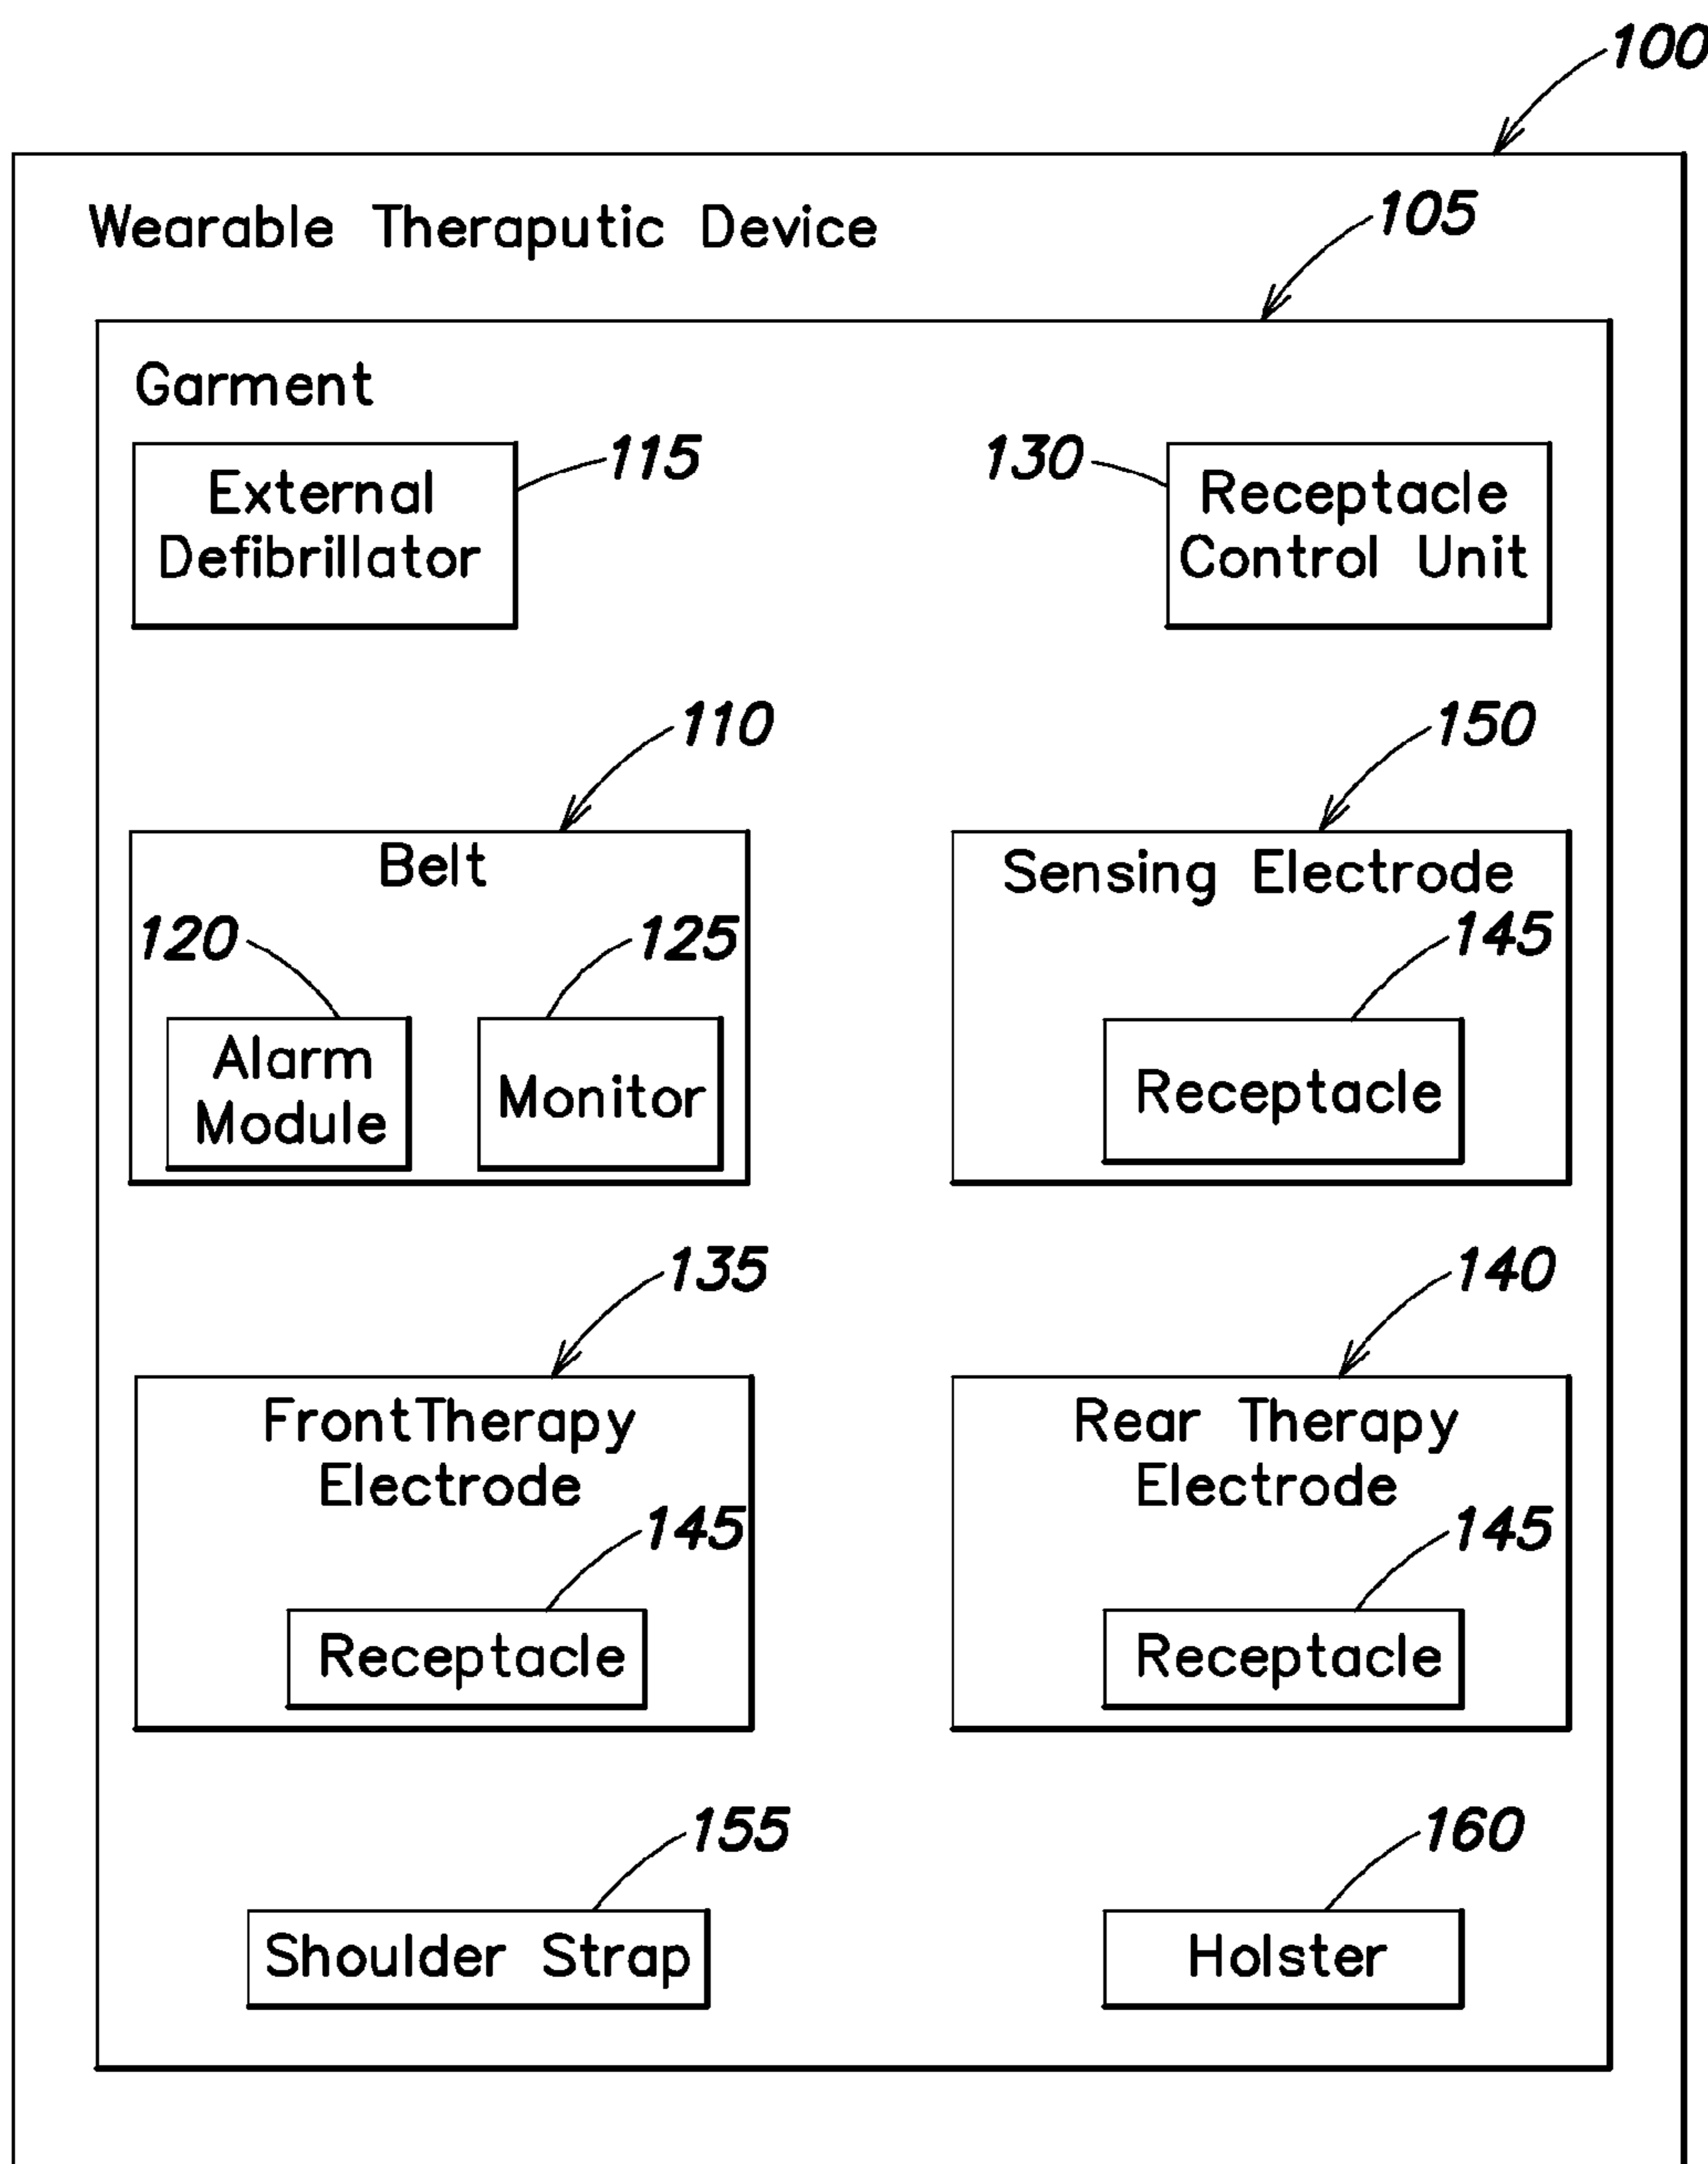 100
Wearable Theraputic Device
105
Garment
External
Defibrillator
115
130
Receptacle
Control Unit
110
Belt
120
125
Alarm
Module
Monitor
150
Sensing Electrode
145
Receptacle
135
FrontTherapy
Electrode
145
Receptacle
140
Rear Therapy
Electrode
145
Receptacle
155
Shoulder Strap
160
Holster